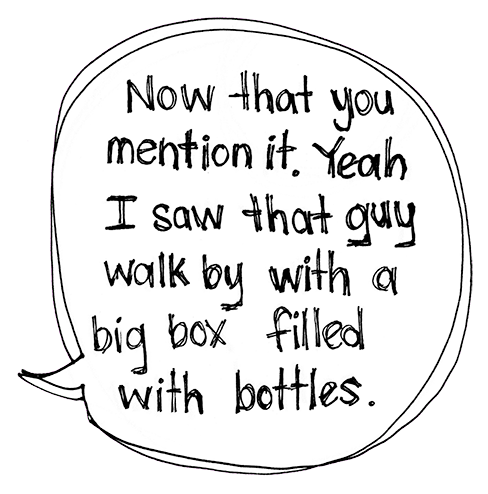 Now that you
mention it. Yeah
I saw that guy
walk by with a
big box filled
with bottles.